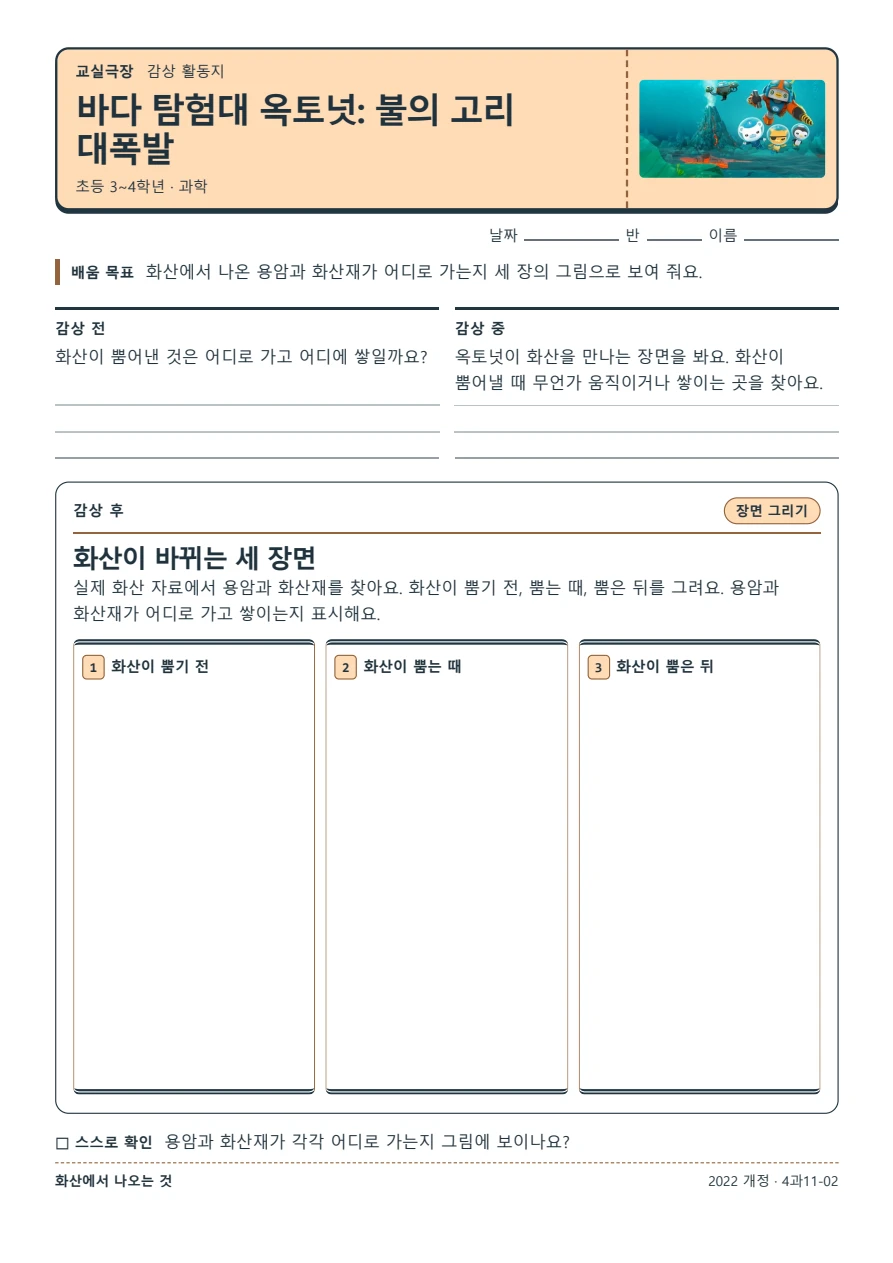 교실극장 감상 활동지
바다 탐험대 옥토넛: 불의 고리
대폭발
초등 3~4학년 · 과학
날짜 반 이름
배움 목표 화산에서 나온 용암과 화산재가 어디로 가는지 세 장의 그림으로 보여 줘요.
감상 전
화산이 뿜어낸 것은 어디로 가고 어디에 쌓일까요?
감상 중
옥토넛이 화산을 만나는 장면을 봐요. 화산이
뿜어낼 때 무언가 움직이거나 쌓이는 곳을 찾아요.
감상 후
장면 그리기
화산이 바뀌는 세 장면
실제 화산 자료에서 용암과 화산재를 찾아요. 화산이 뿜기 전, 뿜는 때, 뿜은 뒤를 그려요. 용암과
화산재가 어디로 가고 쌓이는지 표시해요.
1 화산이 뿜기 전
2 화산이 뿜는 때
3 화산이 뿜은 뒤
□ 스스로 확인 용암과 화산재가 각각 어디로 가는지 그림에 보이나요?
화산에서 나오는 것
2022 개정 · 4과11-02